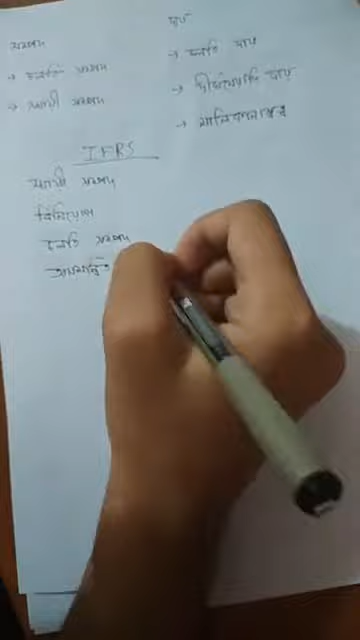 সম্পদ
→ চলতি সম্পদ
→ স্থায়ী সম্পদ
দায়
→ চলতি দায়
→ দীর্ঘমেয়াদি দায়
→ মালিকানাস্বত্ব
IFRS
স্থায়ী সম্পদ
বিনিয়োগ
চলতি সম্পদ